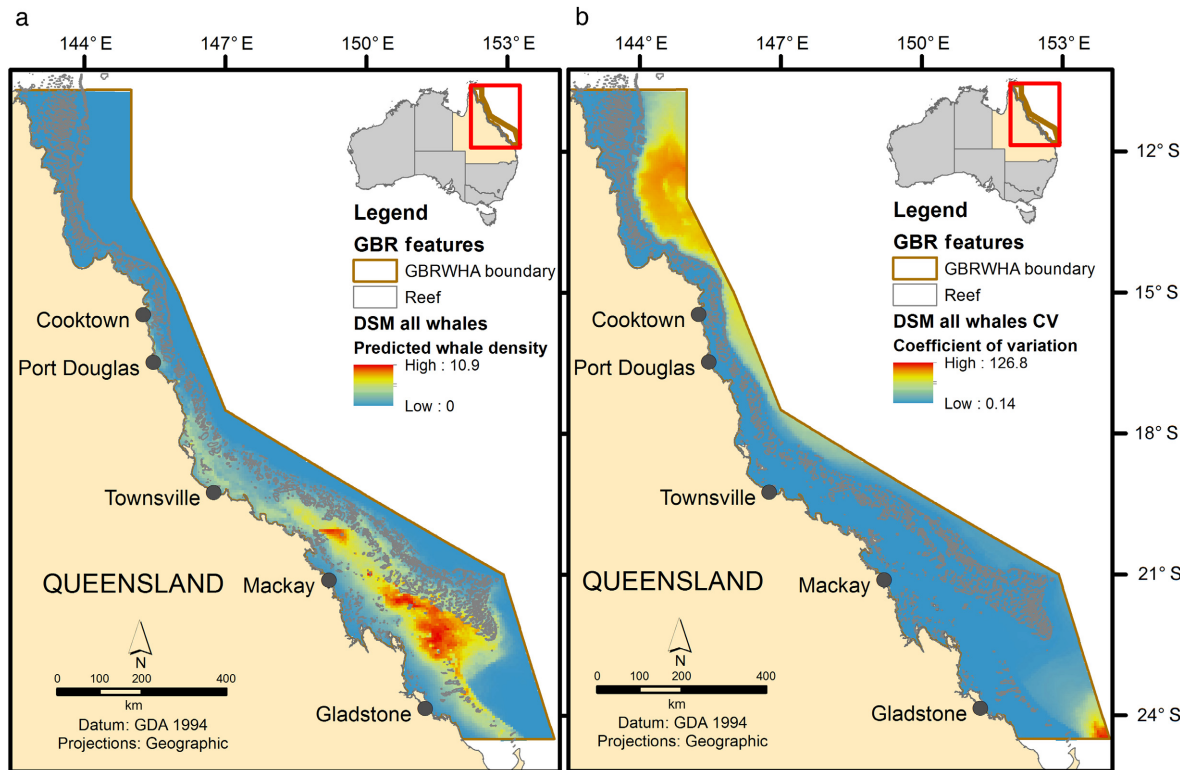 a
144° E 147° E 150° E 153° E
Legend
GBR features
GBRWHA boundary
Reef
DSM all whales
Predicted whale density
High : 10.9
Low : 0
Cooktown
Port Douglas
Townsville
QUEENSLAND
Mackay
Gladstone
N
0 100 200 400
km
Datum: GDA 1994
Projections: Geographic
b
144° E 147° E 150° E 153° E
12° S
15° S
18° S
21° S
24° S
Legend
GBR features
GBRWHA boundary
Reef
DSM all whales CV
Coefficient of variation
High : 126.8
Low : 0.14
Cooktown
Port Douglas
Townsville
QUEENSLAND
Mackay
Gladstone
N
0 100 200 400
km
Datum: GDA 1994
Projections: Geographic